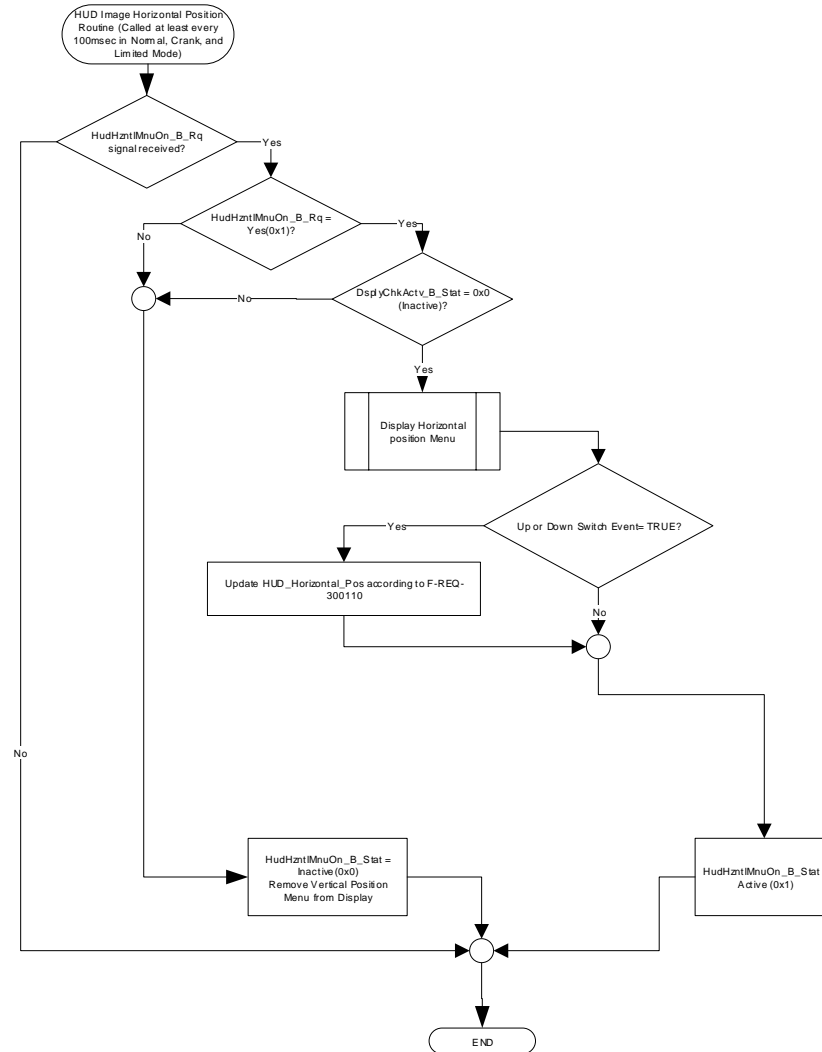 HUD Image Horizontal Position
Routine (Called at least every
100msec in Normal, Crank, and
Limited Mode)
HudHzntlMnuOn_B_Rq
signal received?
Yes
HudHzntlMnuOn_B_Rq =
Yes(0x1)?
Yes
No
DsplyChkActv_B_Stat = 0x0
(Inactive)?
No
Yes
Display Horizontal
position Menu
Up or Down Switch Event= TRUE?
Yes
Update HUD_Horizontal_Pos according to F-REQ-
300110
No
No
HudHzntlMnuOn_B_Stat =
Inactive(0x0)
Remove Vertical Position
Menu from Display
HudHzntlMnuOn_B_Stat
Active (0x1)
END